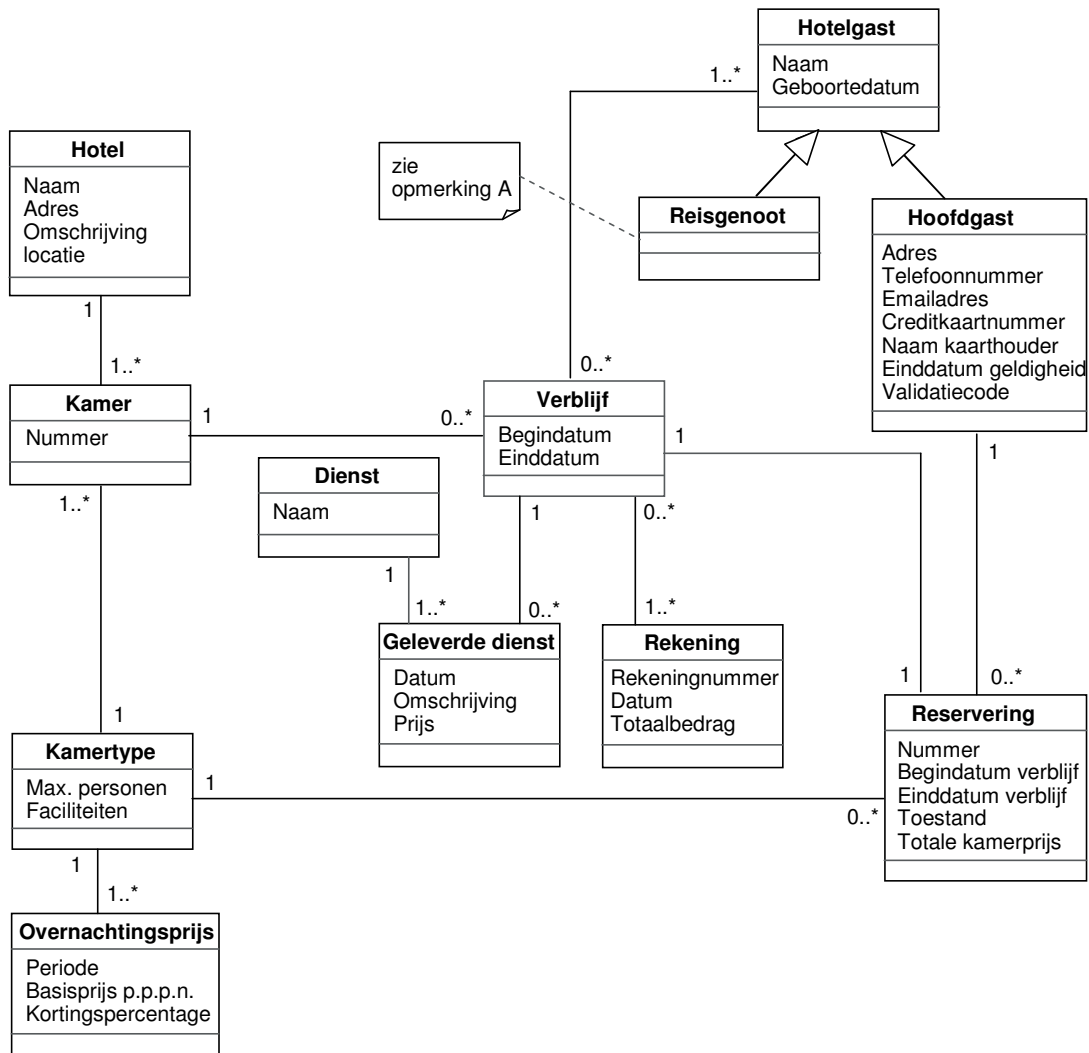 Hotelgast
Naam
Geboortedatum
1..*
Hotel
Naam
Adres
Omschrijving
locatie
zie
opmerking A
Reisgenoot
Hoofdgast
Adres
Telefoonnummer
Emailadres
Creditkaartnummer
Naam kaarthouder
Einddatum geldigheid
Validatiecode
1
1..*
0..*
Kamer
Nummer
1
0..*
Verblijf
Begindatum
Einddatum
1
1
1..*
Dienst
Naam
1
0..*
1
1..*
0..*
1..*
Geleverde dienst
Datum
Omschrijving
Prijs
Rekening
Rekeningnummer
Datum
Totaalbedrag
1
0..*
Reservering
Nummer
Begindatum verblijf
Einddatum verblijf
Toestand
Totale kamerprijs
1
Kamertype
Max. personen
Faciliteiten
1
0..*
1
1..*
Overnachtingsprijs
Periode
Basisprijs p.p.p.n.
Kortingspercentage